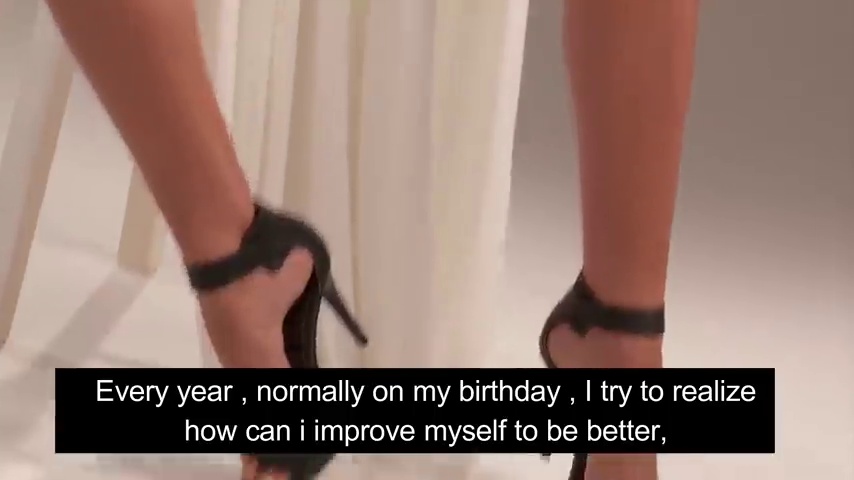 Every year , normally on my birthday , I try to realize
how can i improve myself to be better,